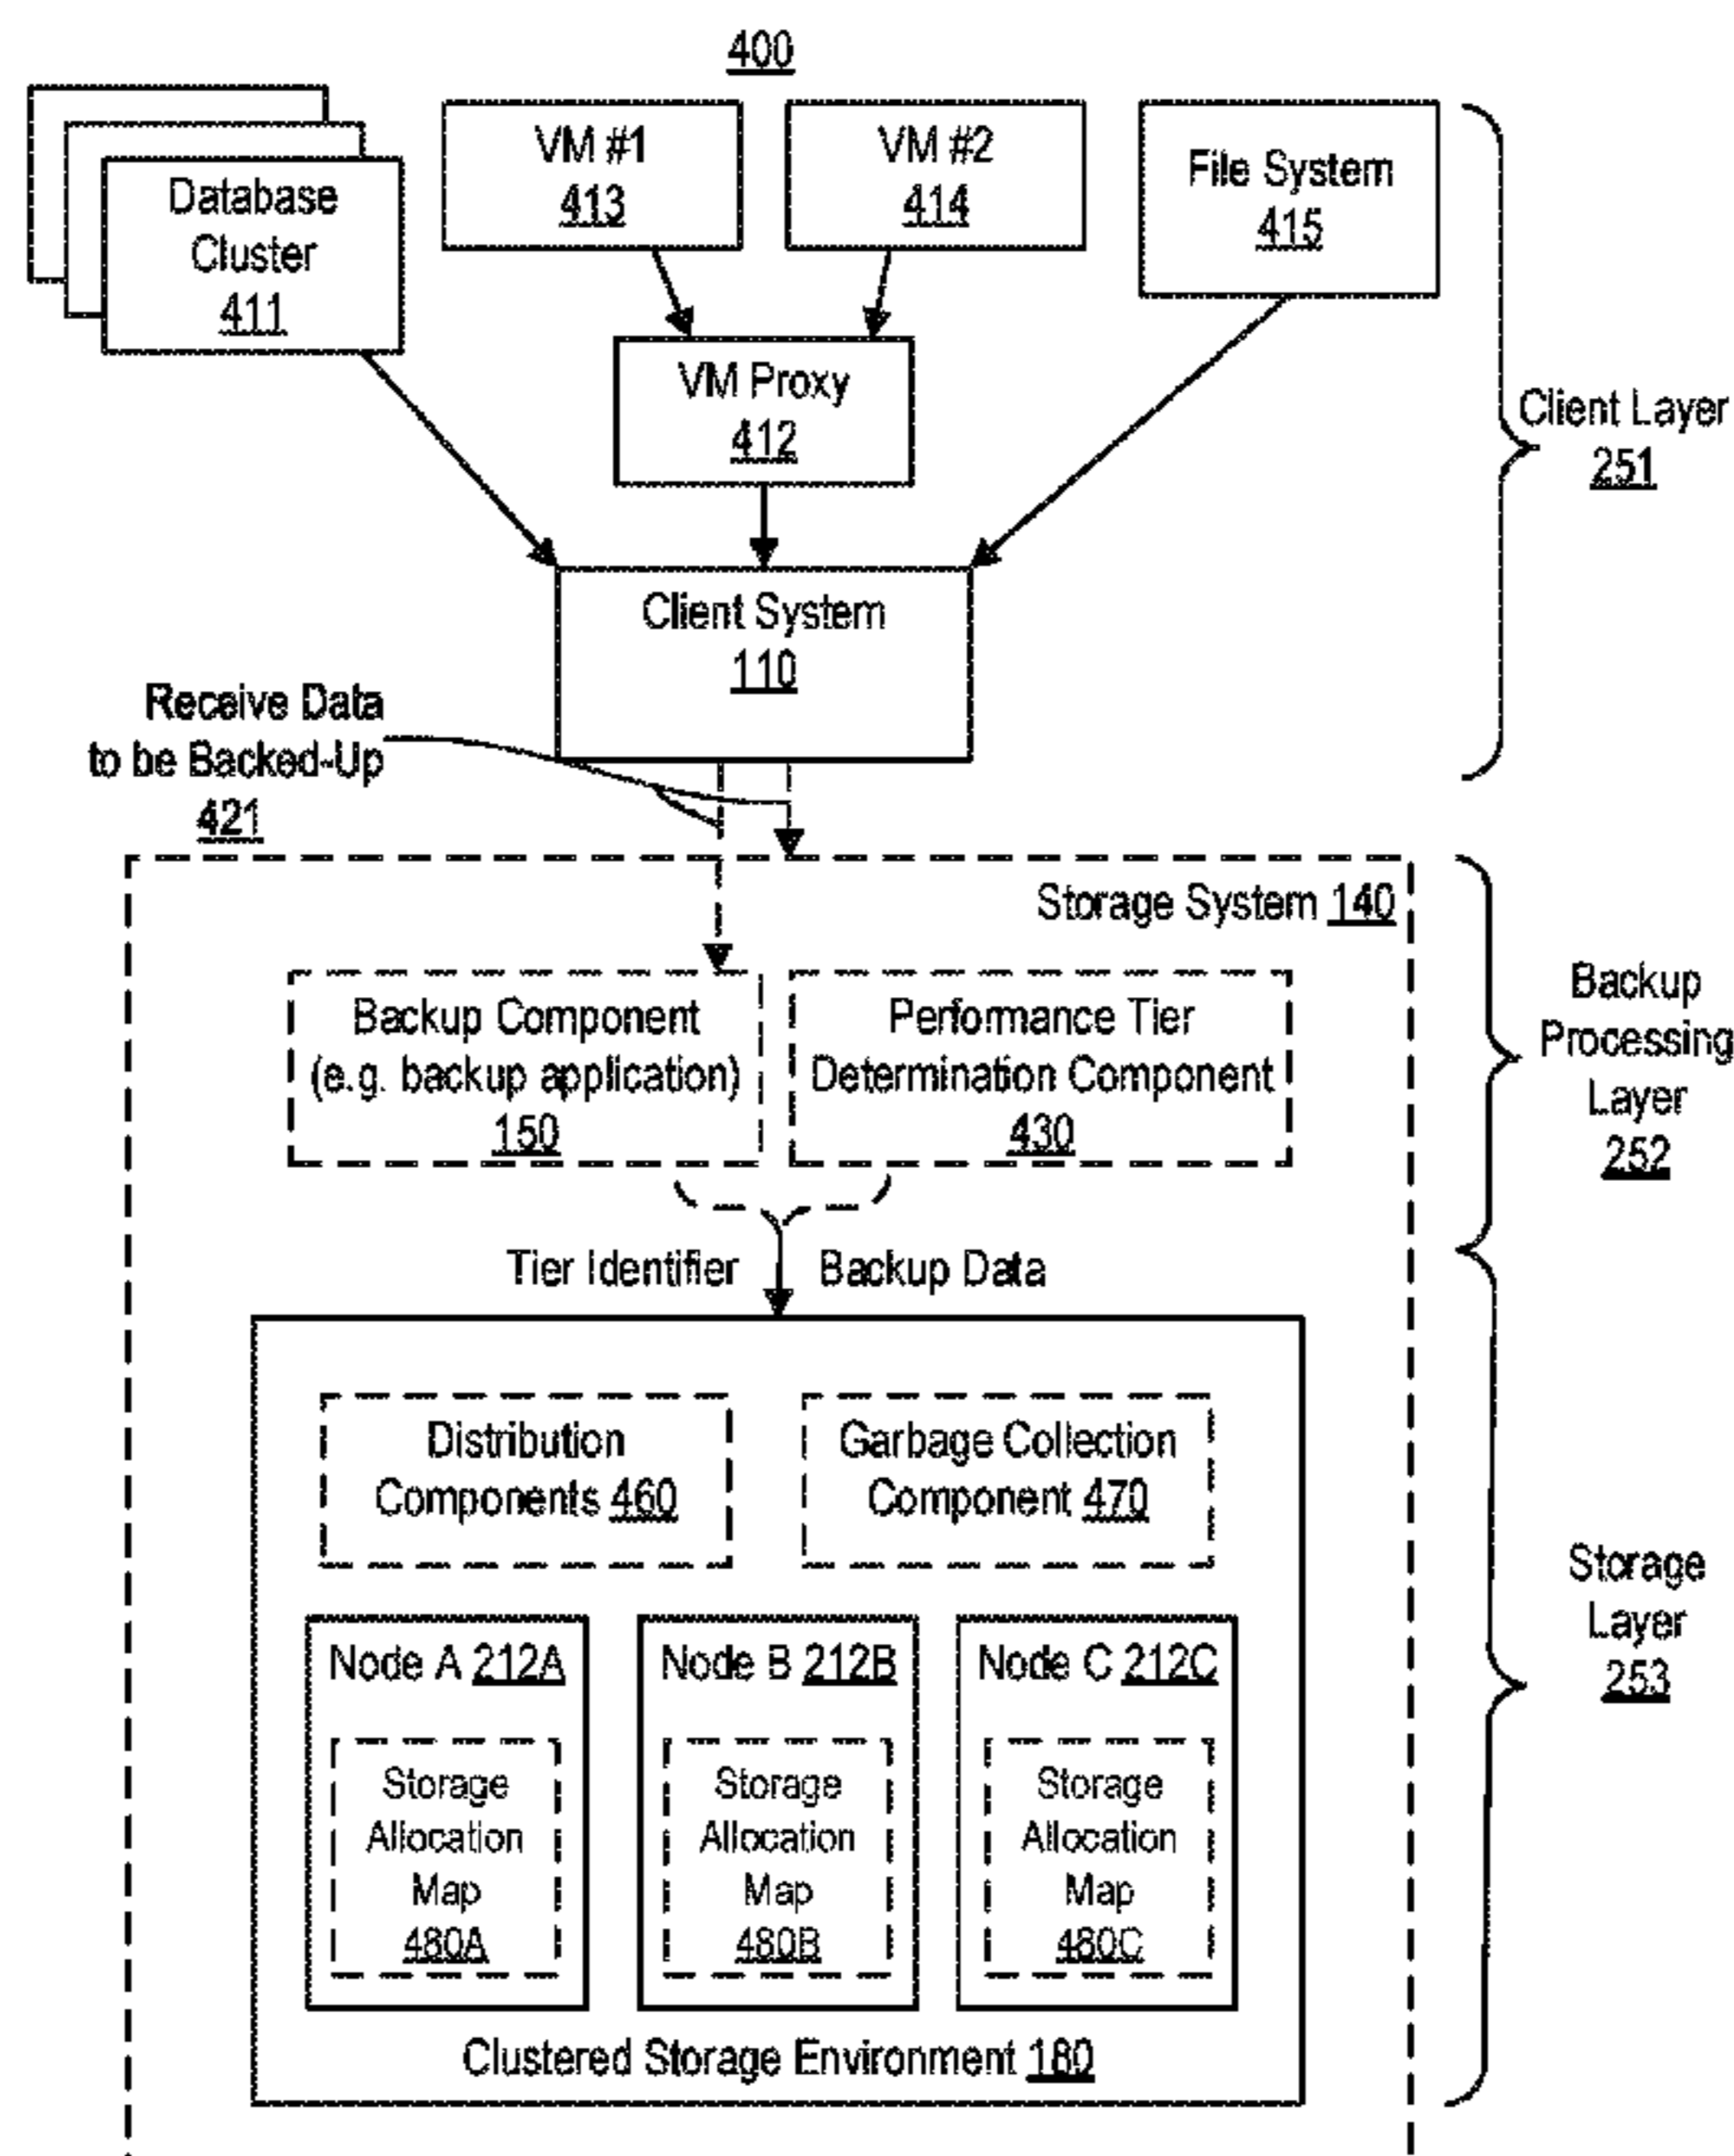 400
Database
Cluster
411
VM #1
413
VM #2
414
File System
415
VM Proxy
412
Client Layer
251
Client System
110
Receive Data
to be Backed-Up
421
Storage System 140
Backup Component
(e.g. backup application)
150
Performance Tier
Determination Component
430
Backup
Processing
Layer
252
Tier Identifier
Backup Data
Distribution
Components 460
Garbage Collection
Component 470
Storage
Layer
253
Node A 212A
Node B 212B
Node C 212C
Storage
Allocation
Map
480A
Storage
Allocation
Map
480B
Storage
Allocation
Map
480C
Clustered Storage Environment 180